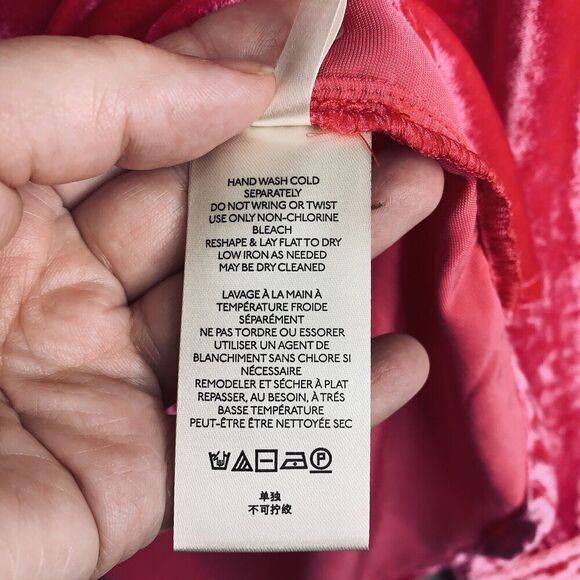 HAND WASH COLD
SEPARATELY
DO NOT WRING OR TWIST
USE ONLY NON-CHLORINE
BLEACH
RESHAPE & LAY FLAT TO DRY
LOW IRON AS NEEDED
MAY BE DRY CLEANED
LAVAGE À LA MAIN À
TEMPÉRATURE FROIDE
SÉPARÉMENT
NE PAS TORDRE OU ESSORER
UTILISER UN AGENT DE
BLANCHIMENT SANS CHLORE SI
NÉCESSAIRE
REMODELER ET SÉCHER À PLAT
REPASSER, AU BESOIN, À TRÉS
BASSE TEMPÉRATURE
PEUT-ÊTRE ÊTRE NETTOYÉE SEC
P
单独
不可拧绞